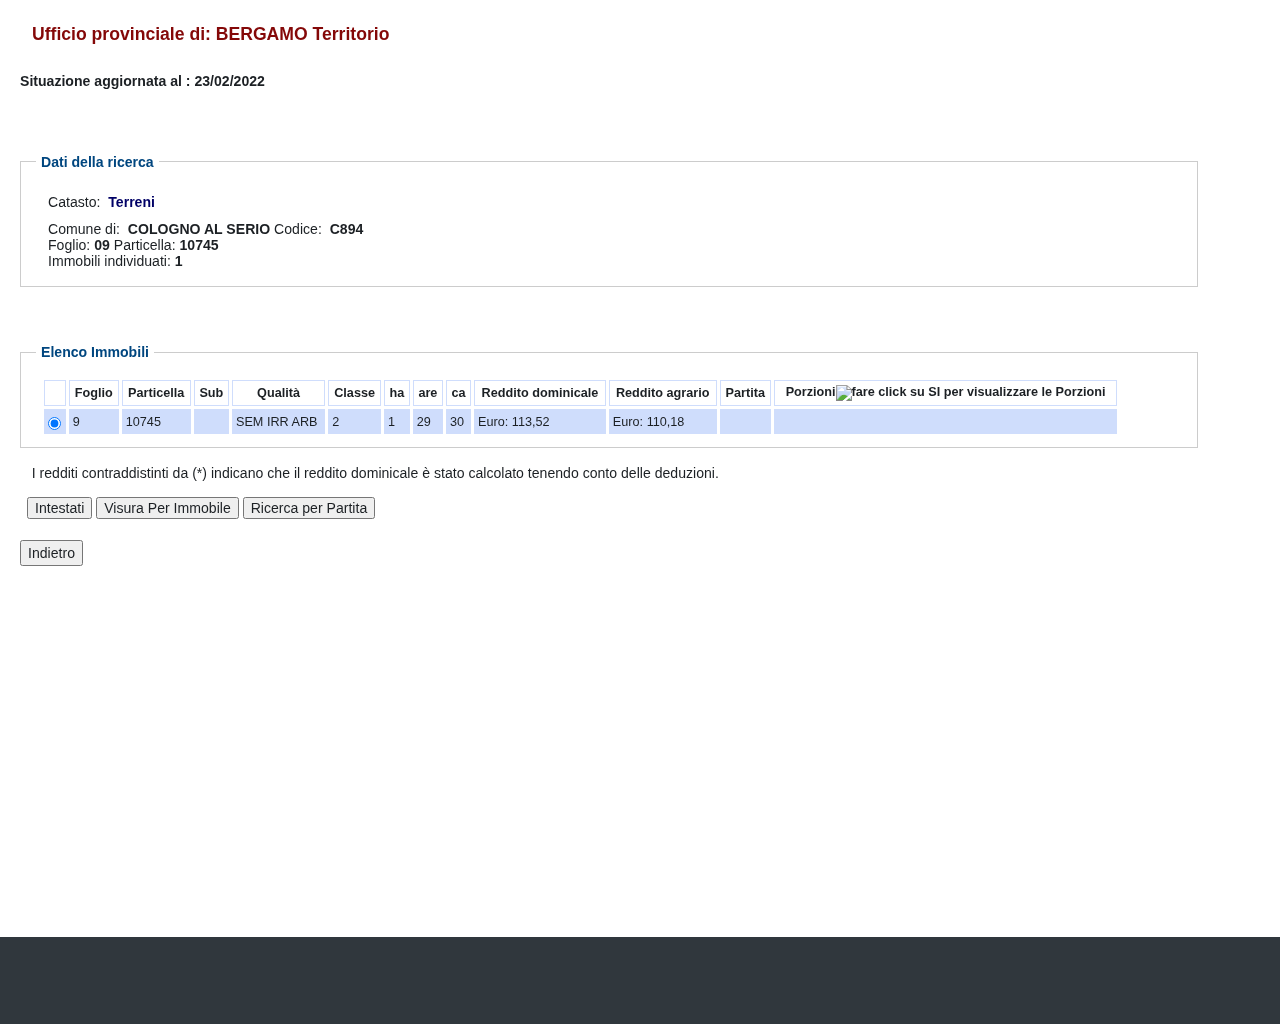 Ufficio provinciale di: BERGAMO Territorio
Situazione aggiornata al : 23/02/2022
Dati della ricerca
Catasto: Terreni
Comune di: COLOGNO AL SERIO Codice: C894
Foglio: 09 Particella: 10745
Immobili individuati: 1
Elenco Immobili
Foglio Particella Sub Qualità Classe ha are ca Reddito dominicale Reddito agrario Partita Porzioni fare click su SI per visualizzare le Porzioni
9 10745 SEM IRR ARB 2 1 29 30 Euro: 113,52 Euro: 110,18
I redditi contraddistinti da (*) indicano che il reddito dominicale è stato calcolato tenendo conto delle deduzioni.
Intestati Visura Per Immobile Ricerca per Partita
Indietro